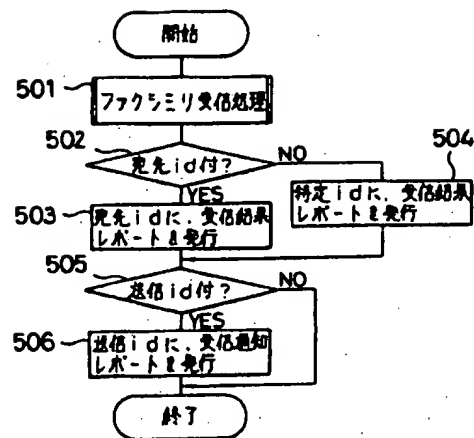 開始
501
ファクシミリ受信処理
502
宛先id付?
NO
504
YES
503
宛先idに、受信結果
レポートを発行
特定idに、受信結果
レポートを発行
505
送信id付?
NO
YES
506
送信idに、受信通知
レポートを発行
終了